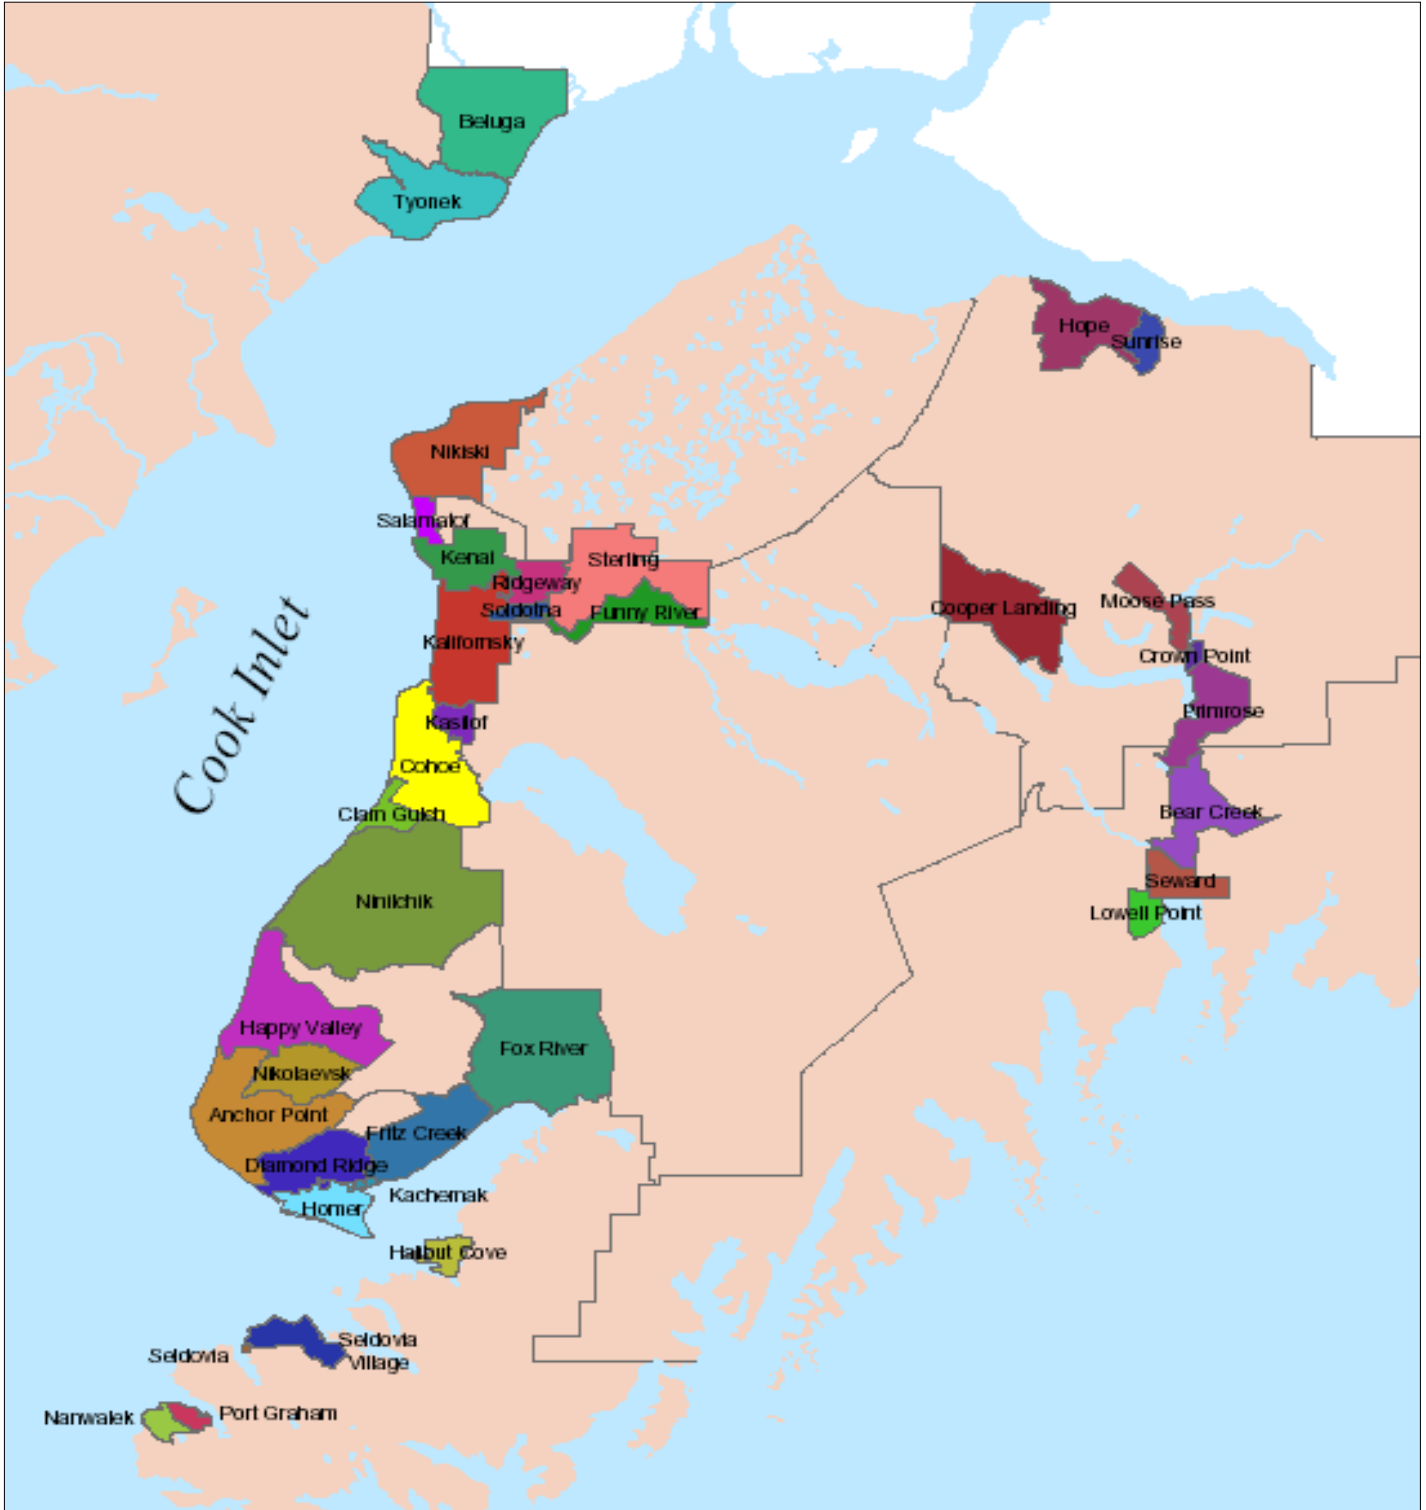 Beluga
Tyonek
Hope
Sunrise
Nikiski
Salamatof
Kenai
Sterling
Ridgeway
Soldotna
Funny River
Kalifornsky
Cooper Landing
Moose Pass
Crown Point
Primrose
Kasilof
Cohoe
Clam Gulch
Bear Creek
Seward
Lowell Point
Cook Inlet
Ninilchik
Happy Valley
Fox River
Nikolaevsk
Anchor Point
Fritz Creek
Diamond Ridge
Kachemak
Homer
Halibut Cove
Seldovia
Seldovia
Village
Nanwalek
Port Graham